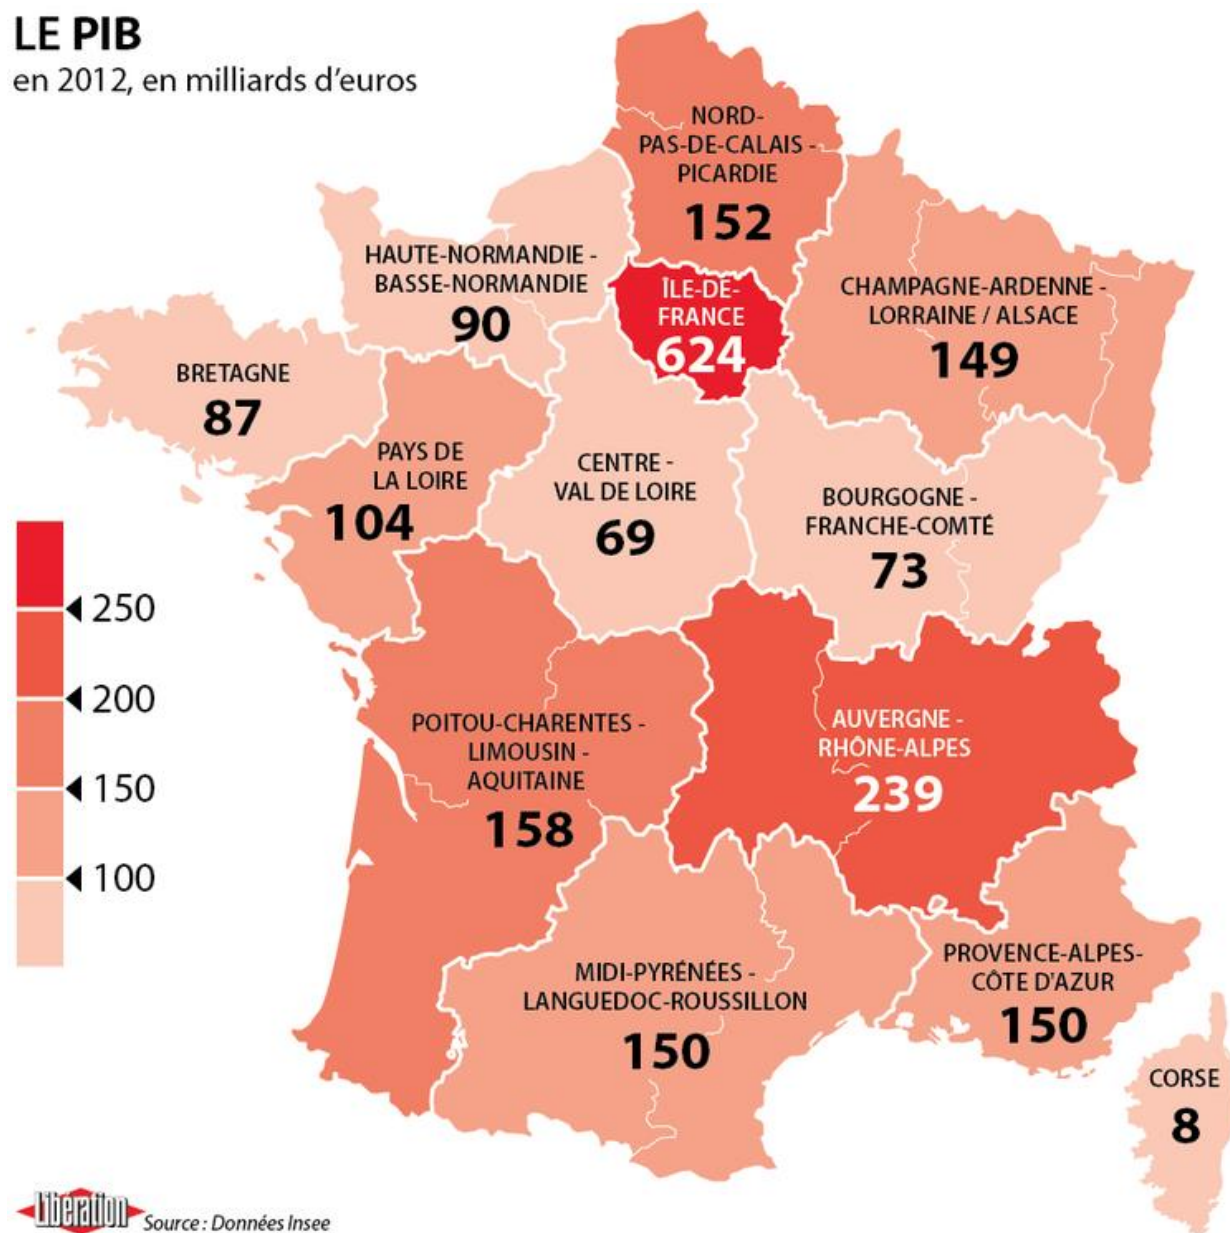 LE PIB
en 2012, en milliards d'euros
NORD-
PAS-DE-CALAIS -
PICARDIE
152
HAUTE-NORMANDIE -
BASSE-NORMANDIE
90
ÎLE-DE-
FRANCE
624
CHAMPAGNE-ARDENNE -
LORRAINE / ALSACE
149
BRETAGNE
87
PAYS DE
LA LOIRE
104
CENTRE -
VAL DE LOIRE
69
BOURGOGNE -
FRANCHE-COMTÉ
73
250
200
150
100
POITOU-CHARENTES -
LIMOUSIN -
AQUITAINE
158
AUVERGNE -
RHÔNE-ALPES
239
MIDI-PYRÉNÉES -
LANGUEDOC-ROUSSILLON
150
PROVENCE-ALPES-
CÔTE D'AZUR
150
CORSE
8
Libération Source : Données Insee